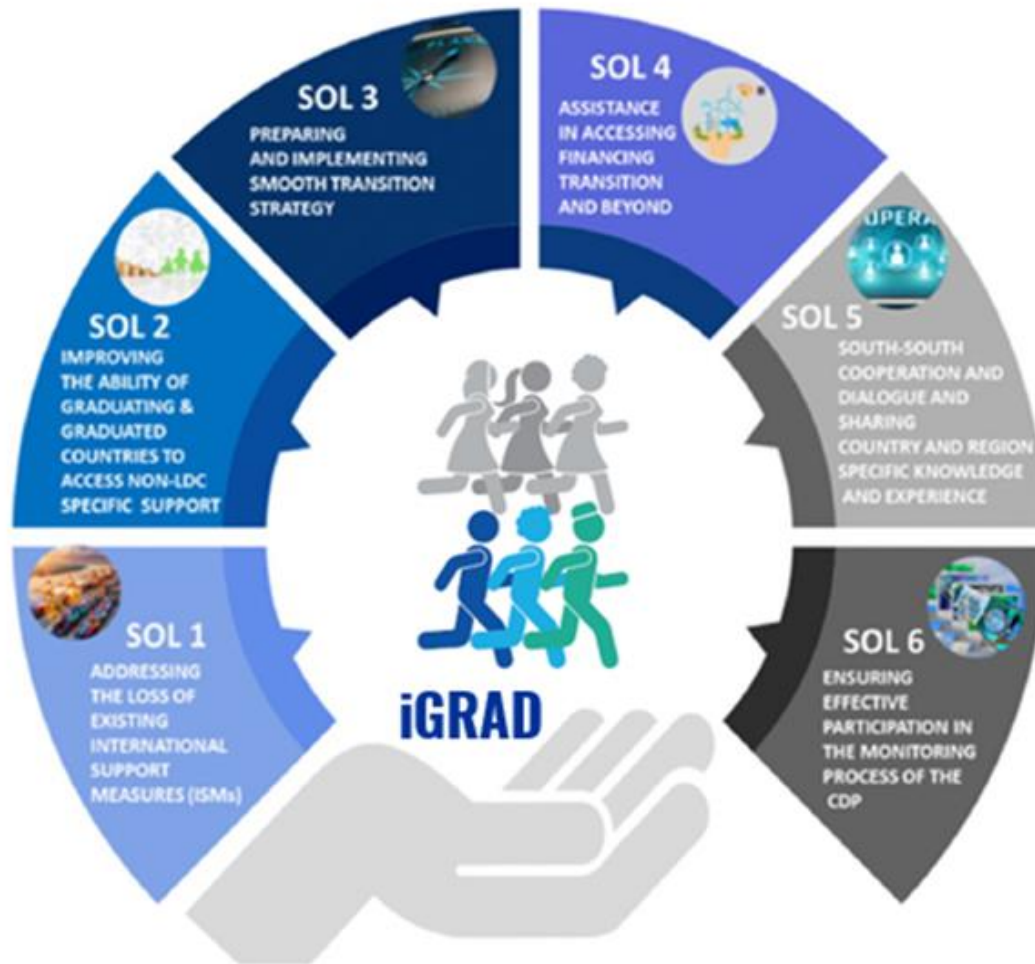 SOL 1
ADDRESSING
THE LOSS OF
EXISTING
INTERNATIONAL
SUPPORT
MEASURES (ISMs)
SOL 2
IMPROVING
THE ABILITY OF
GRADUATING &
GRADUATED
COUNTRIES TO
ACCESS NON-LDC
SPECIFIC SUPPORT
SOL 3
PREPARING
AND IMPLEMENTING
SMOOTH TRANSITION
STRATEGY
SOL 4
ASSISTANCE
IN ACCESSING
FINANCING
TRANSITION
AND BEYOND
OPERA
SOL 5
SOUTH-SOUTH
COOPERATION AND
DIALOGUE AND
SHARING
COUNTRY AND REGION
SPECIFIC KNOWLEDGE
AND EXPERIENCE
SOL 6
ENSURING
EFFECTIVE
PARTICIPATION IN
THE MONITORING
PROCESS OF THE
CDP
iGRAD